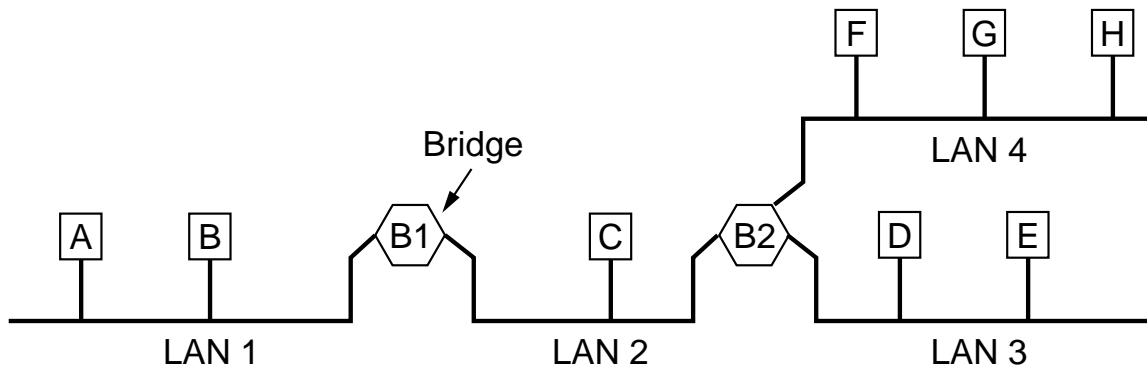 F G H
LAN 4
Bridge
A B B1 C B2 D E
LAN 1 LAN 2 LAN 3